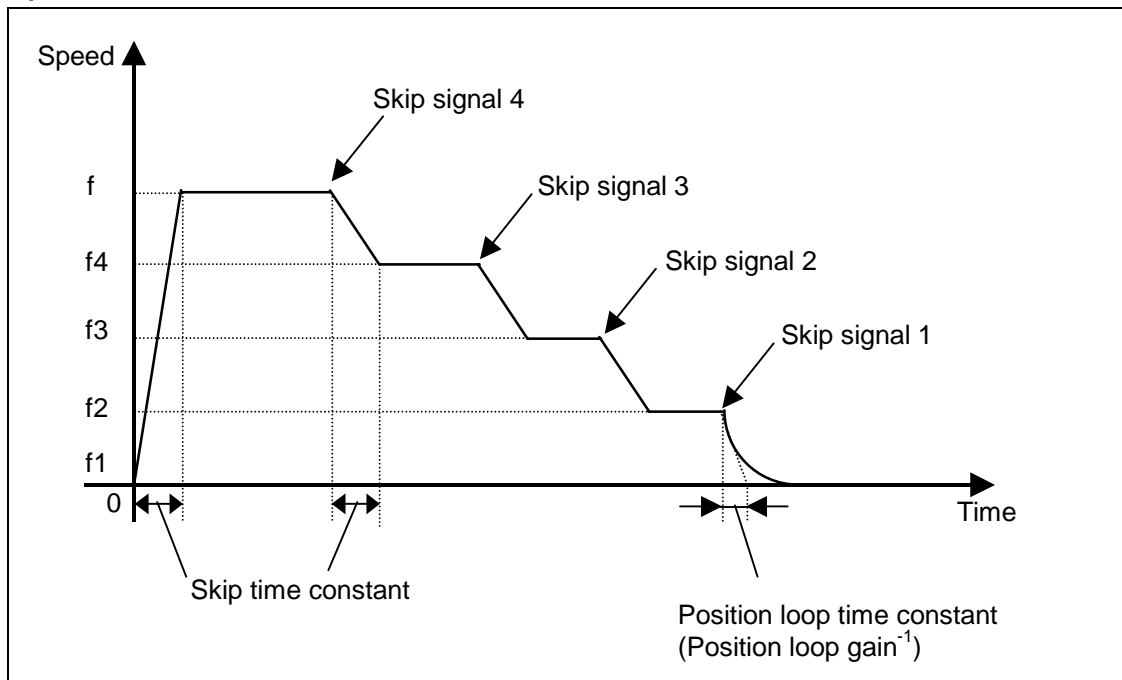 Speed
Skip signal 4
f
Skip signal 3
f4
Skip signal 2
f3
Skip signal 1
f2
f1
0
Time
Skip time constant
Position loop time constant
(Position loop gain⁻¹)